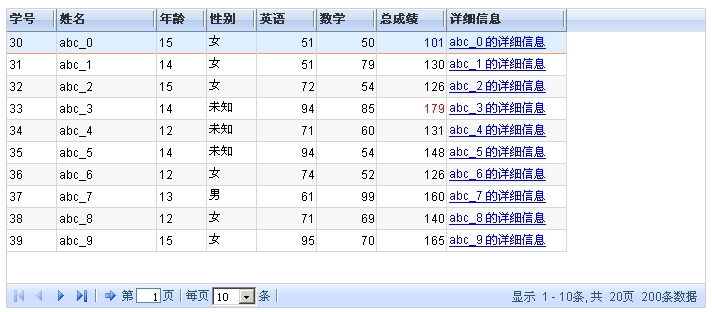 学号 姓名 年龄 性别 英语 数学 总成绩 详细信息
30 abc_0 15 女 51 50 101 abc_0 的详细信息
31 abc_1 14 女 51 79 130 abc_1 的详细信息
32 abc_2 15 女 72 54 126 abc_2 的详细信息
33 abc_3 14 未知 94 85 179 abc_3 的详细信息
34 abc_4 12 未知 71 60 131 abc_4 的详细信息
35 abc_5 14 未知 94 54 148 abc_5 的详细信息
36 abc_6 12 女 74 52 126 abc_6 的详细信息
37 abc_7 13 男 61 99 160 abc_7 的详细信息
38 abc_8 12 女 71 69 140 abc_8 的详细信息
39 abc_9 15 女 95 70 165 abc_9 的详细信息
第 1 页 每页 10 条 显示 1 - 10条, 共 20页 200条数据